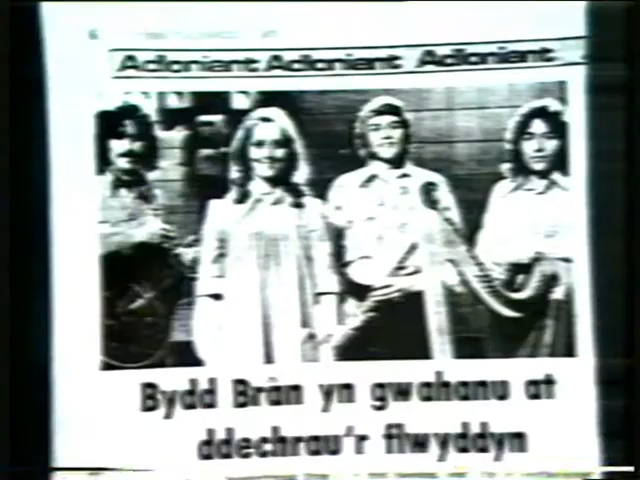 Adloniant Adloniant Adloniant
Bydd Brân yn gwahanu at
ddechrau'r flwyddyn